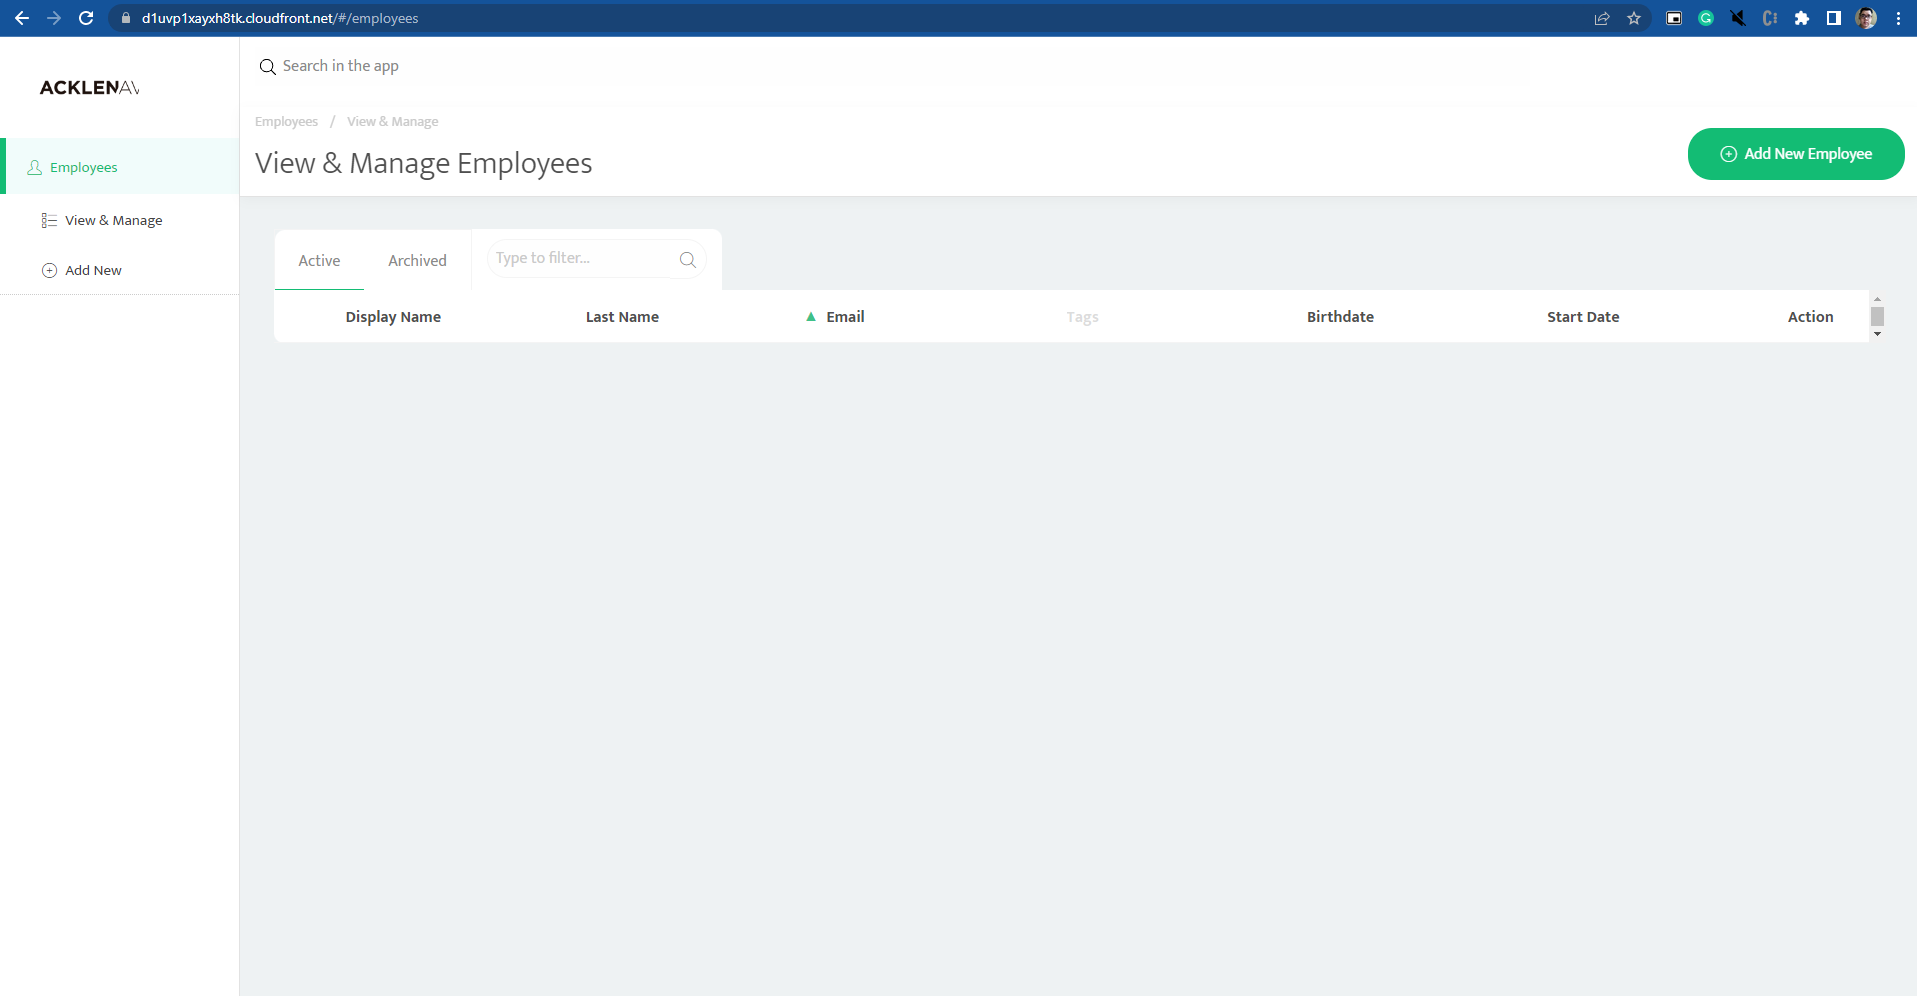 d1uvp1xayxh8tk.cloudfront.net/#/employees
ACKLENAV
Search in the app
Employees / View & Manage
View & Manage Employees
Add New Employee
Employees
View & Manage
Add New
Active Archived Type to filter...
Display Name Last Name ▲ Email Tags Birthdate Start Date Action